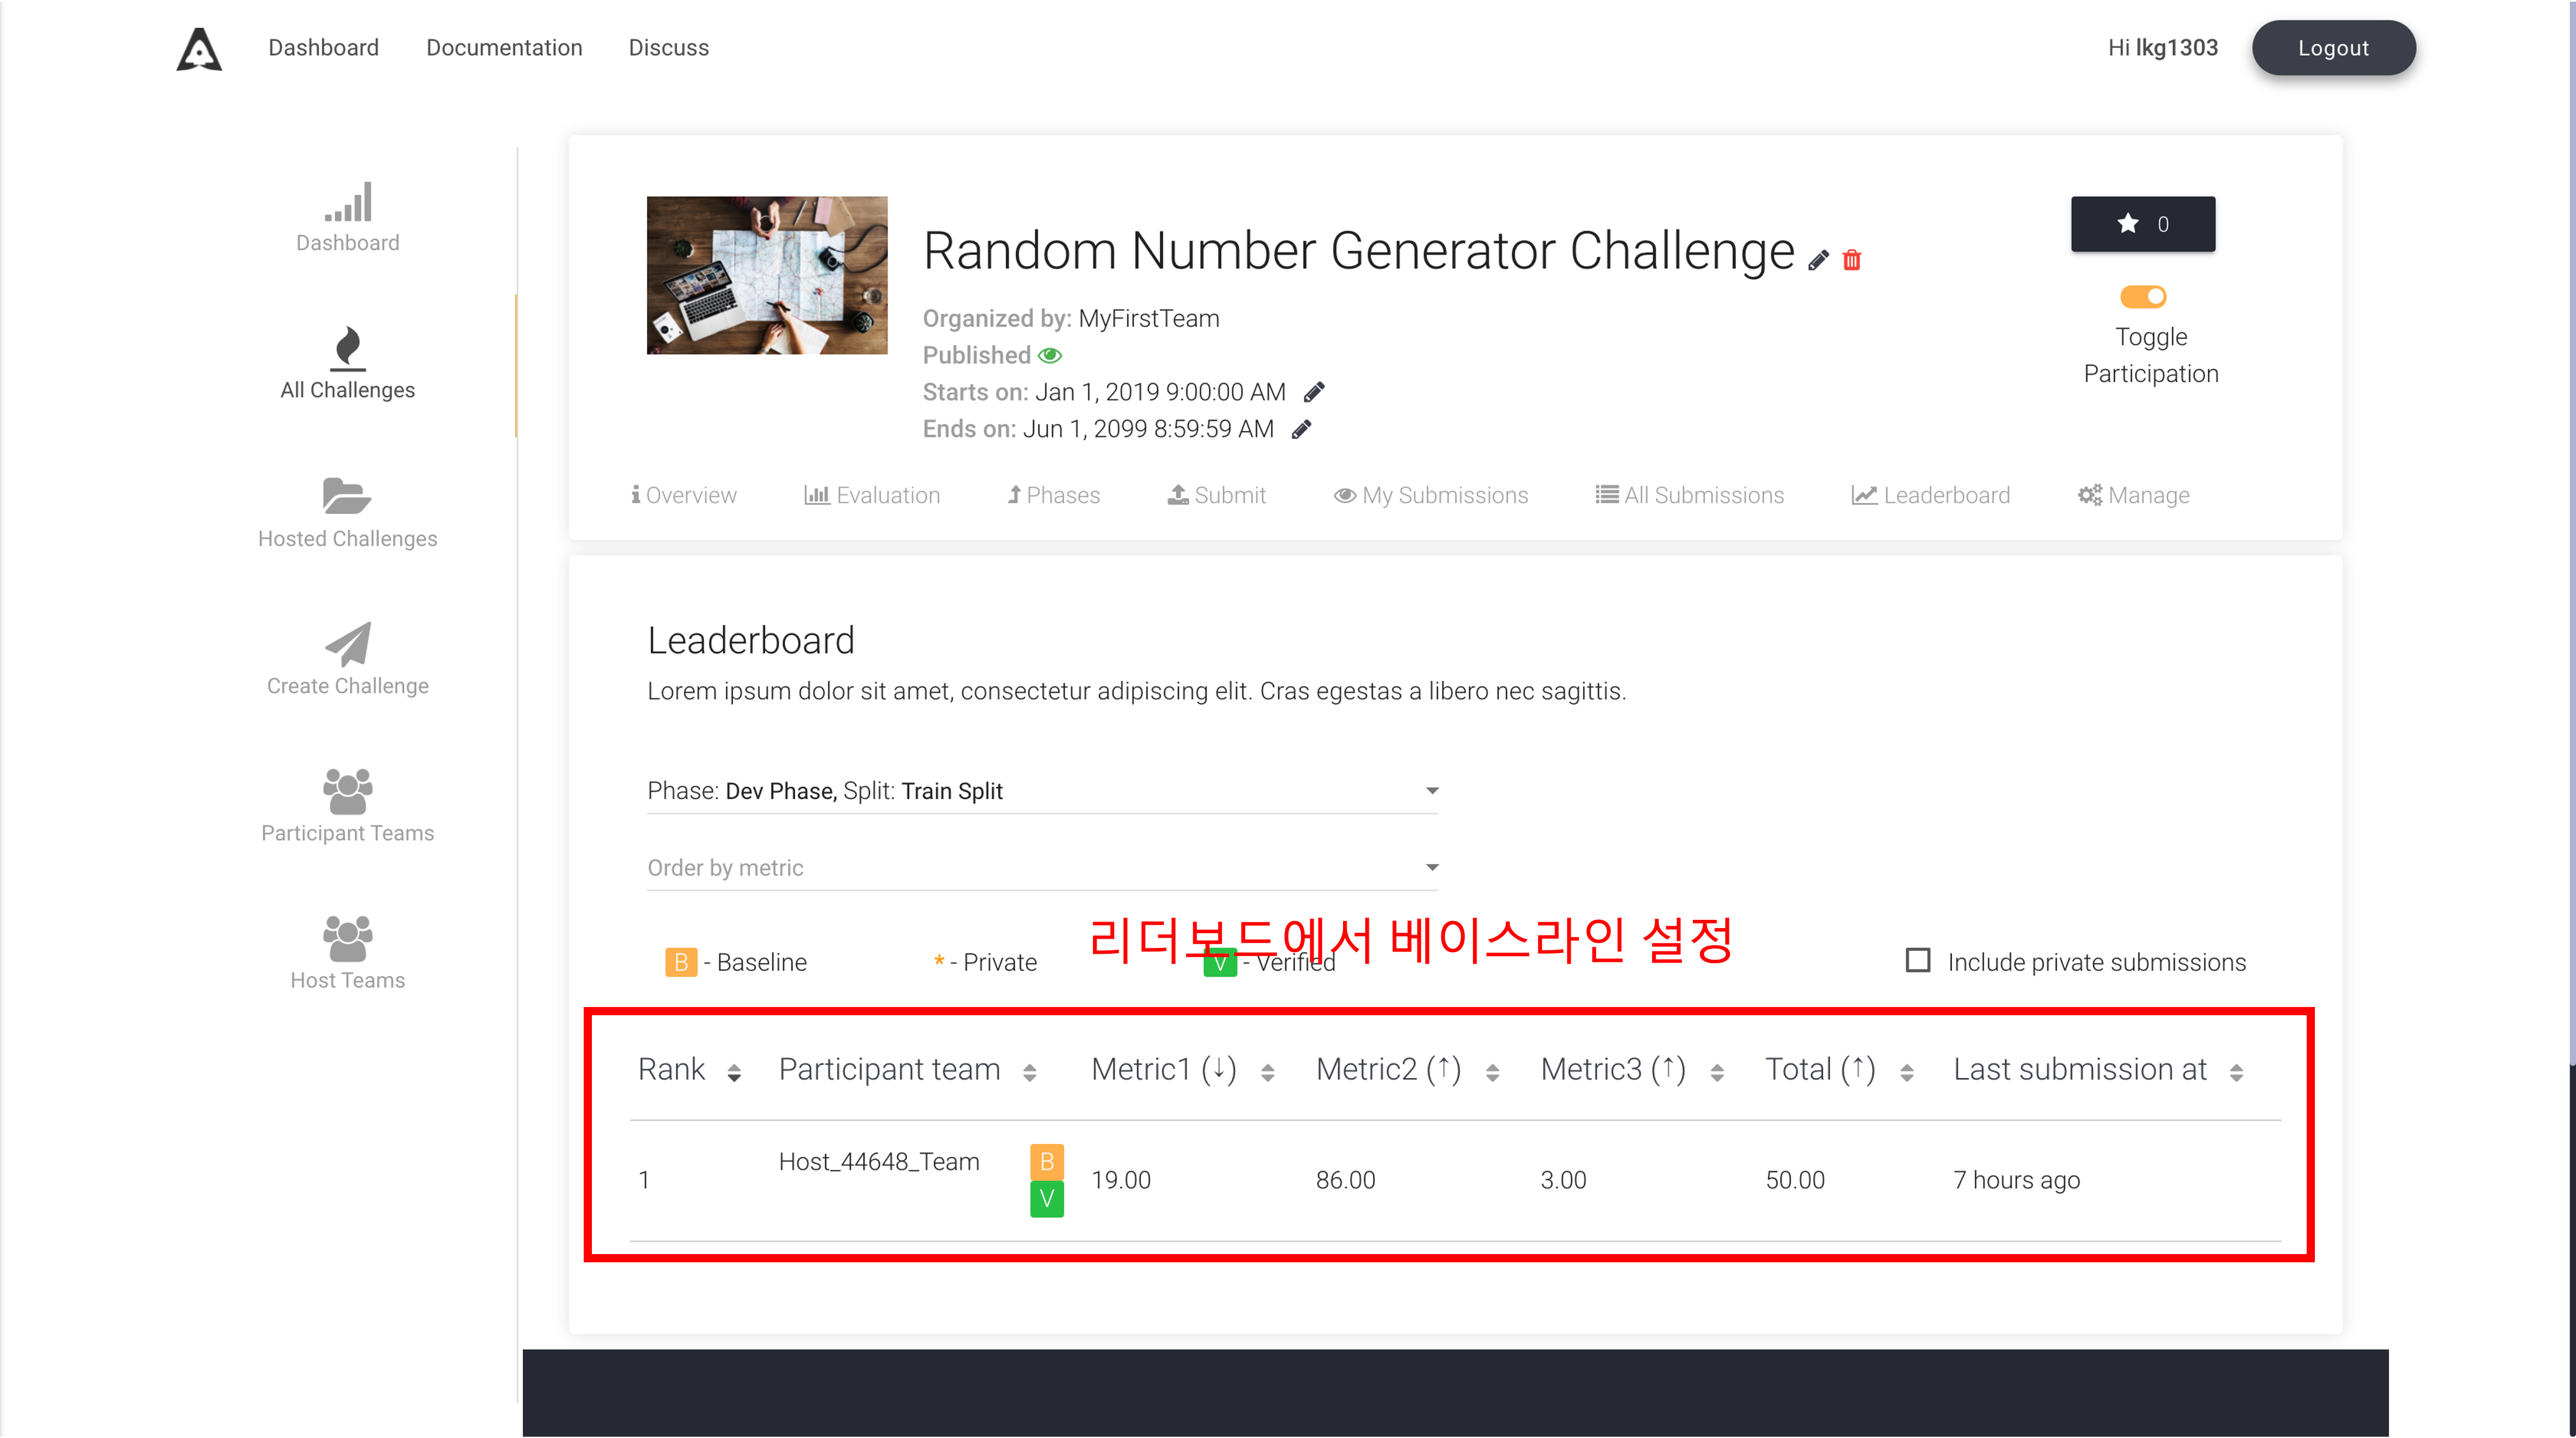 Dashboard Documentation Discuss Hi lkg1303 Logout
Dashboard
All Challenges
Hosted Challenges
Create Challenge
Participant Teams
Host Teams
Random Number Generator Challenge
★ 0
Organized by: MyFirstTeam
Published
Starts on: Jan 1, 2019 9:00:00 AM
Ends on: Jun 1, 2099 8:59:59 AM
Toggle
Participation
Overview Evaluation Phases Submit My Submissions All Submissions Leaderboard Manage
Leaderboard
Lorem ipsum dolor sit amet, consectetur adipiscing elit. Cras egestas a libero nec sagittis.
Phase: Dev Phase, Split: Train Split
Order by metric
리더보드에서 베이스라인 설정
B - Baseline * - Private V - Verified Include private submissions
Rank Participant team Metric1 (↓) Metric2 (↑) Metric3 (↑) Total (↑) Last submission at
1 Host_44648_Team B V 19.00 86.00 3.00 50.00 7 hours ago